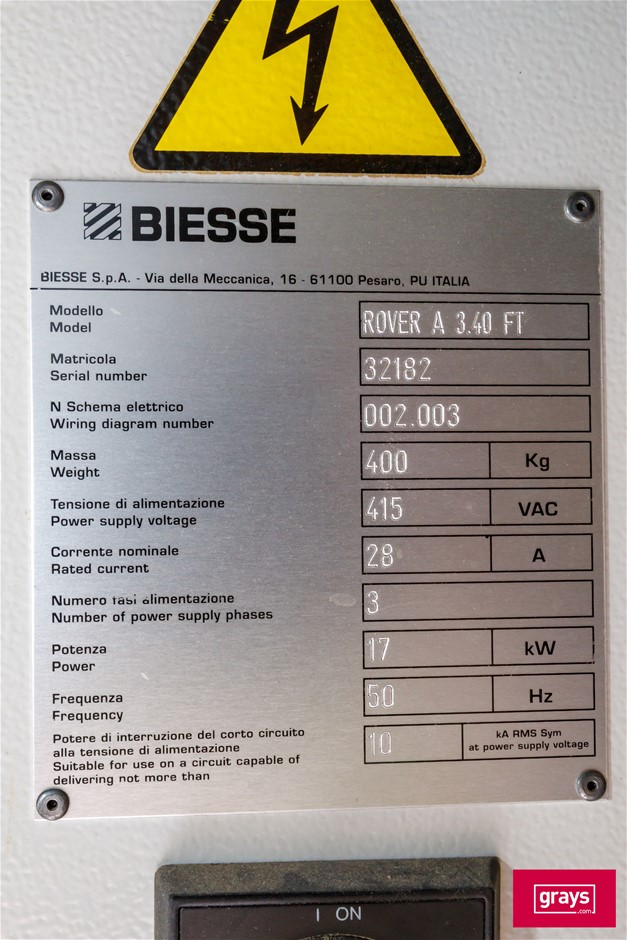 BIESSE
BIESSE S.p.A. - Via della Meccanica, 16 - 61100 Pesaro, PU ITALIA
Modello
Model
ROVER A 3.40 FT
Matricola
Serial number
32182
N Schema elettrico
Wiring diagram number
002.003
Massa
Weight
400 Kg
Tensione di alimentazione
Power supply voltage
415 VAC
Corrente nominale
Rated current
28 A
Numero fasi alimentazione
Number of power supply phases
3
Potenza
Power
17 kW
Frequenza
Frequency
50 Hz
Potere di interruzione del corto circuito
alla tensione di alimentazione
Suitable for use on a circuit capable of
delivering not more than
10 kA RMS Sym
at power supply voltage
I ON
grays
.com